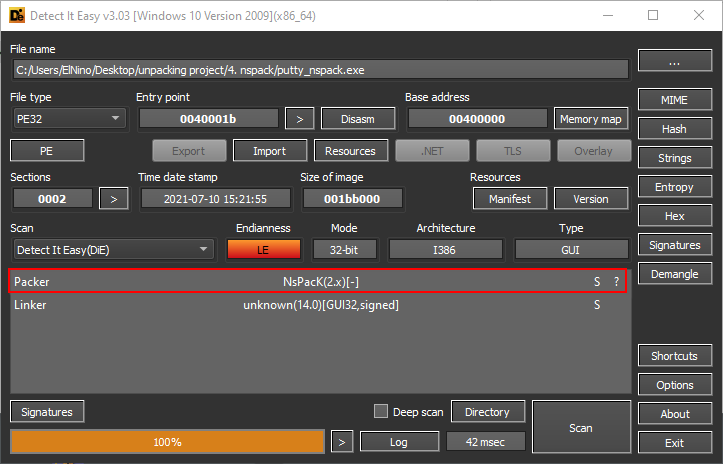 Detect It Easy v3.03 [Windows 10 Version 2009](x86_64)
File name
C:/Users/ElNino/Desktop/unpacking project/4. nspack/putty_nspack.exe
...
File type
Entry point
Base address
PE32
0040001b
>
Disasm
00400000
Memory map
MIME
PE
Export
Import
Resources
.NET
TLS
Overlay
Hash
Sections
Time date stamp
Size of image
Resources
Strings
0002
>
2021-07-10 15:21:55
001bb000
Manifest
Version
Entropy
Scan
Endianness
Mode
Architecture
Type
Hex
Detect It Easy(DiE)
LE
32-bit
I386
GUI
Signatures
Packer
NsPacK(2.x)[-]
S
?
Demangle
Linker
unknown(14.0)[GUI32,signed]
S
Shortcuts
Options
Signatures
Deep scan
Directory
Scan
About
100%
>
Log
42 msec
Exit